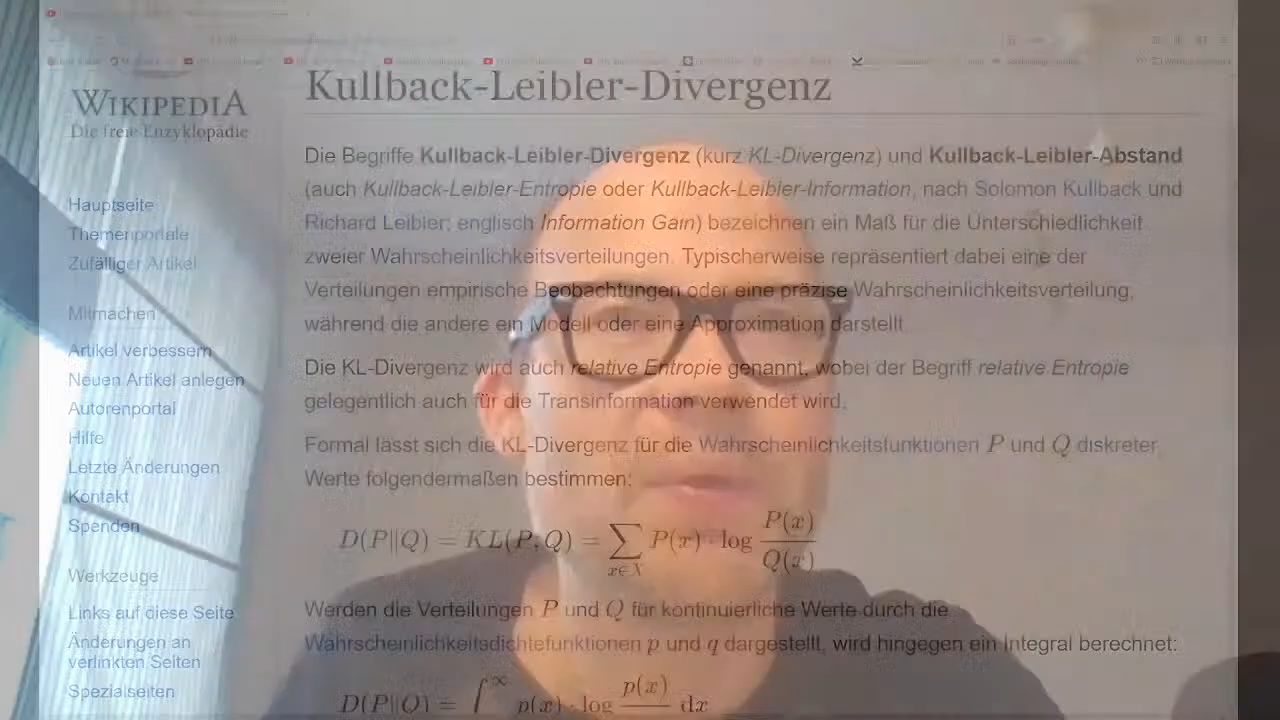 Kullback-Leibler-Divergenz
WIKIPEDIA
Die freie Enzyklopädie
Hauptseite
Themenportale
Zufälliger Artikel
Mitmachen
Artikel verbessern
Neuen Artikel anlegen
Autorenportal
Hilfe
Letzte Änderungen
Kontakt
Spenden
Werkzeuge
Links auf diese Seite
Änderungen an
verlinkten Seiten
Spezialseiten
Die Begriffe Kullback-Leibler-Divergenz (kurz KL-Divergenz) und Kullback-Leibler-Abstand
(auch Kullback-Leibler-Entropie oder Kullback-Leibler-Information, nach Solomon Kullback und
Richard Leibler; englisch Information Gain) bezeichnen ein Maß für die Unterschiedlichkeit
zweier Wahrscheinlichkeitsverteilungen. Typischerweise repräsentiert dabei eine der
Verteilungen empirische Beobachtungen oder eine präzise Wahrscheinlichkeitsverteilung,
während die andere ein Modell oder eine Approximation darstellt.
Die KL-Divergenz wird auch relative Entropie genannt, wobei der Begriff relative Entropie
gelegentlich auch für die Transinformation verwendet wird.
Formal lässt sich die KL-Divergenz für die Wahrscheinlichkeitsfunktionen P und Q diskreter
Werte folgendermaßen bestimmen:
D(P||Q) = KL(P,Q) = ∑x∈X P(x) · log P(x)/Q(x)
Werden die Verteilungen P und Q für kontinuierliche Werte durch die
Wahrscheinlichkeitsdichtefunktionen p und q dargestellt, wird hingegen ein Integral berechnet:
D(P||Q) = ∫∞ p(x) · log p(x) dx